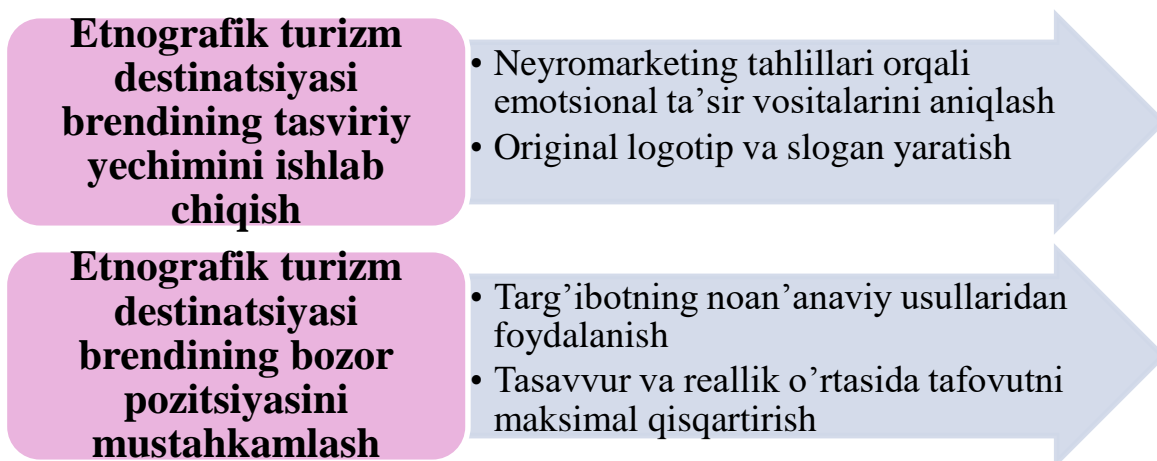 Etnografik turizm
destinatsiyasi
brendining tasviriy
yechimini ishlab
chiqish
• Neyromarketing tahlillari orqali
emotsional ta’sir vositalarini aniqlash
• Original logotip va slogan yaratish
Etnografik turizm
destinatsiyasi
brendining bozor
pozitsiyasini
mustahkamlash
• Targ’ibotning noan’anaviy usullaridan
foydalanish
• Tasavvur va reallik o’rtasida tafovutni
maksimal qisqartirish